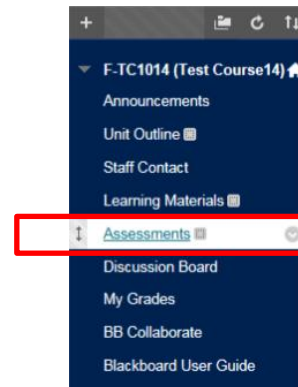 F-TC1014 (Test Course14)
Announcements
Unit Outline
Staff Contact
Learning Materials
Assessments
Discussion Board
My Grades
BB Collaborate
Blackboard User Guide